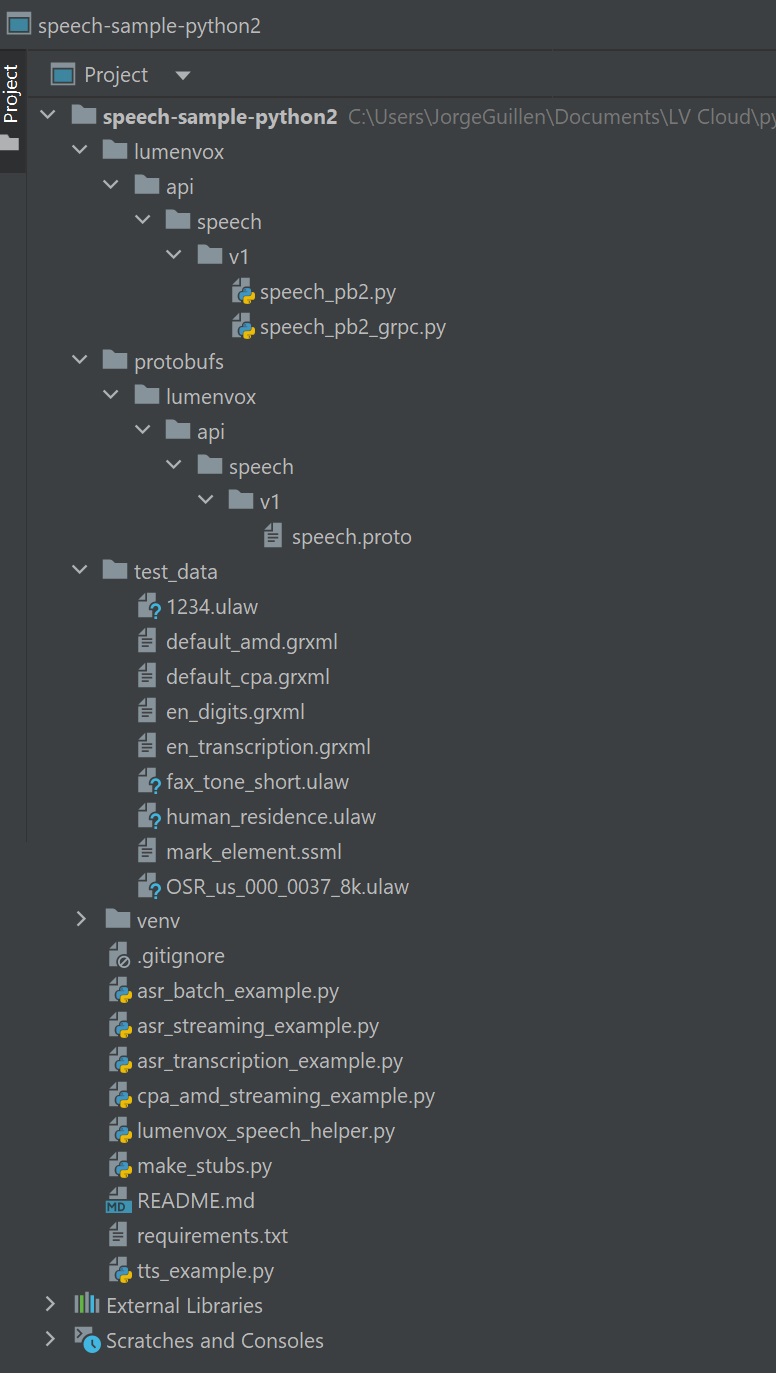 speech-sample-python2
Project
Project
speech-sample-python2 C:\Users\JorgeGuillen\Documents\LV Cloud\py
lumenvox
api
speech
v1
speech_pb2.py
speech_pb2_grpc.py
protobufs
lumenvox
api
speech
v1
speech.proto
test_data
1234.ulaw
default_amd.grxml
default_cpa.grxml
en_digits.grxml
en_transcription.grxml
fax_tone_short.ulaw
human_residence.ulaw
mark_element.ssml
OSR_us_000_0037_8k.ulaw
venv
.gitignore
asr_batch_example.py
asr_streaming_example.py
asr_transcription_example.py
cpa_amd_streaming_example.py
lumenvox_speech_helper.py
make_stubs.py
MD README.md
requirements.txt
tts_example.py
External Libraries
Scratches and Consoles